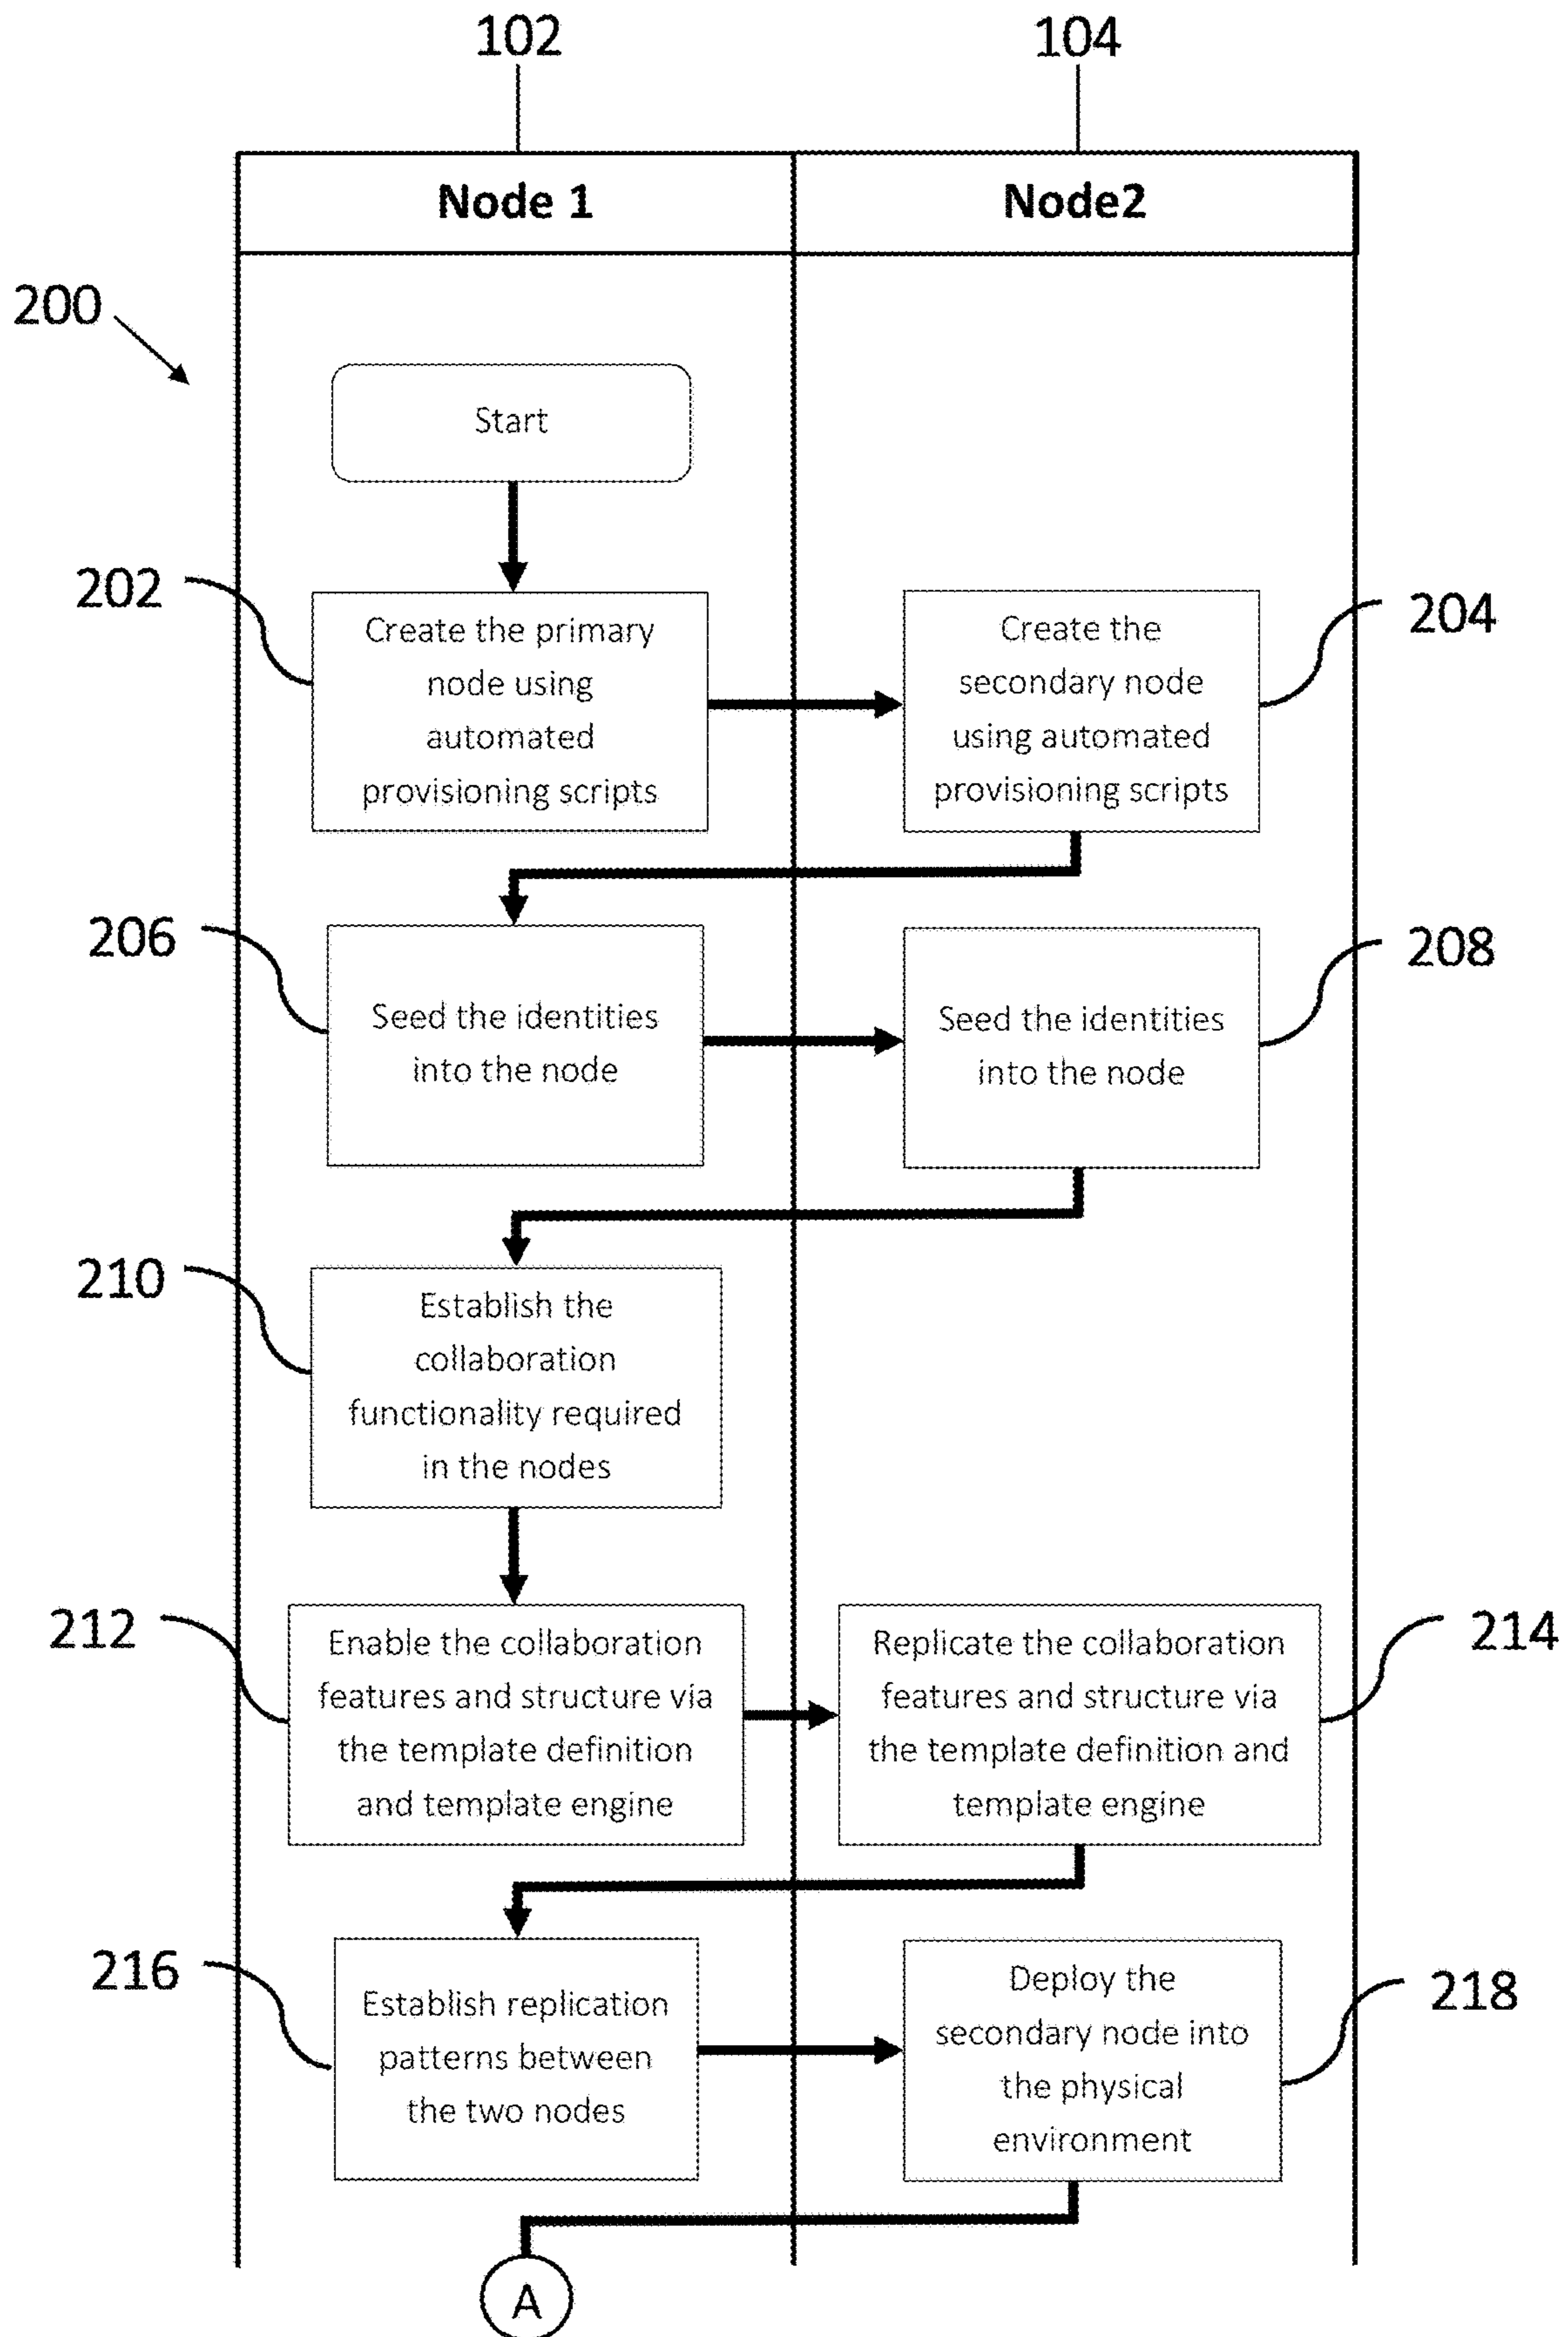 102
104
Node 1
Node2
200
Start
202
Create the primary
node using
automated
provisioning scripts
Create the
secondary node
using automated
provisioning scripts
204
206
Seed the identities
into the node
Seed the identities
into the node
208
210
Establish the
collaboration
functionality required
in the nodes
212
Enable the collaboration
features and structure via
the template definition
and template engine
Replicate the collaboration
features and structure via
the template definition and
template engine
214
216
Establish replication
patterns between
the two nodes
Deploy the
secondary node into
the physical
environment
218
A